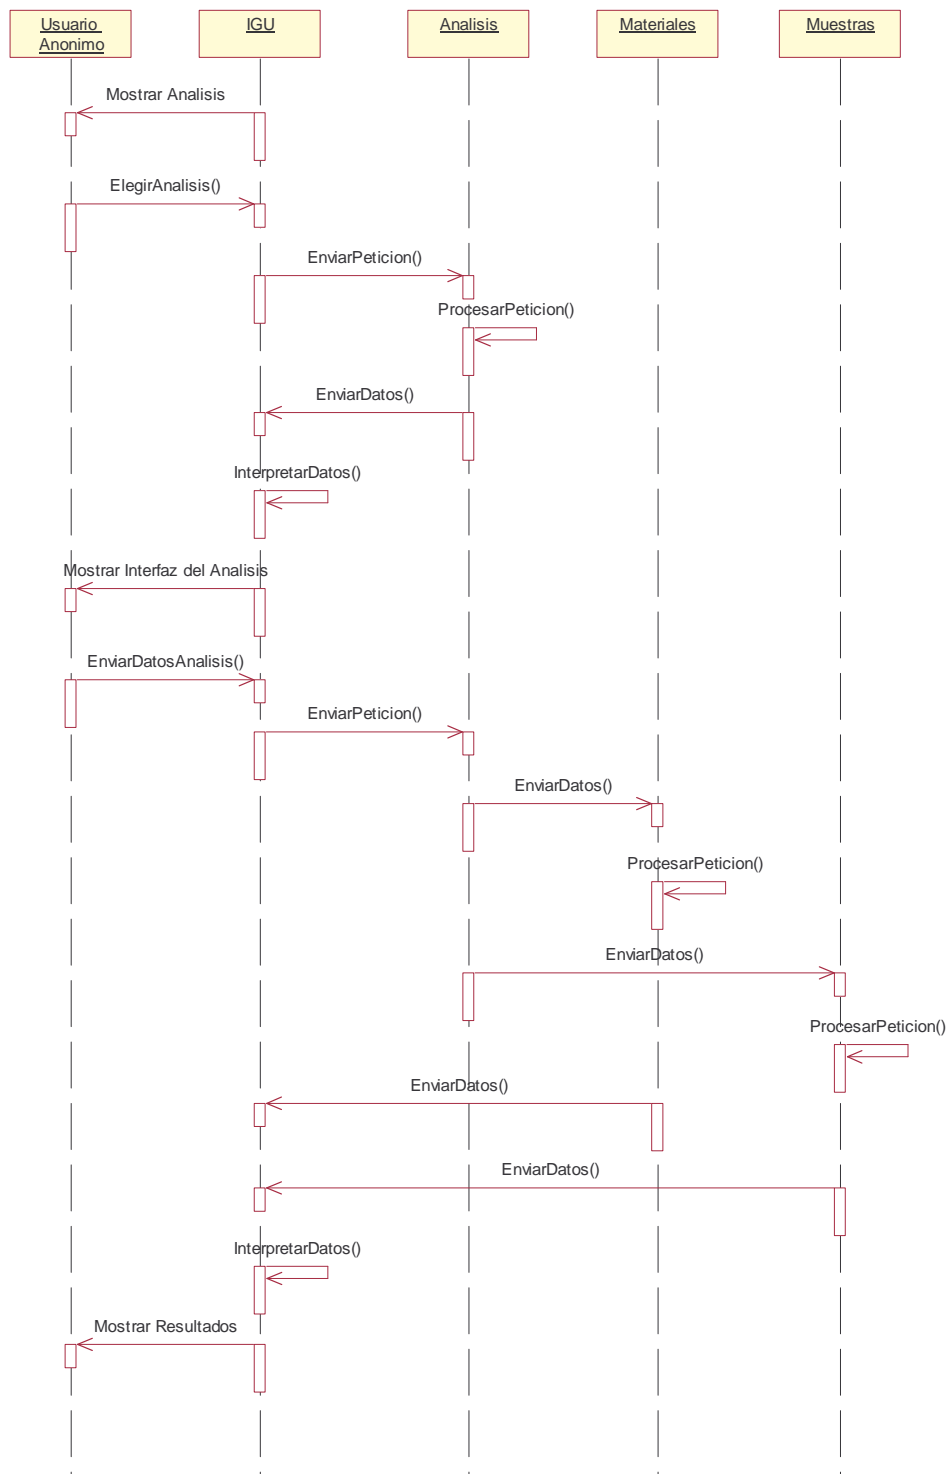 Usuario
Anonimo
IGU
Analisis
Materiales
Muestras
Mostrar Analisis
ElegirAnalisis()
EnviarPeticion()
ProcesarPeticion()
EnviarDatos()
InterpretarDatos()
Mostrar Interfaz del Analisis
EnviarDatosAnalisis()
EnviarPeticion()
EnviarDatos()
ProcesarPeticion()
EnviarDatos()
ProcesarPeticion()
EnviarDatos()
EnviarDatos()
InterpretarDatos()
Mostrar Resultados